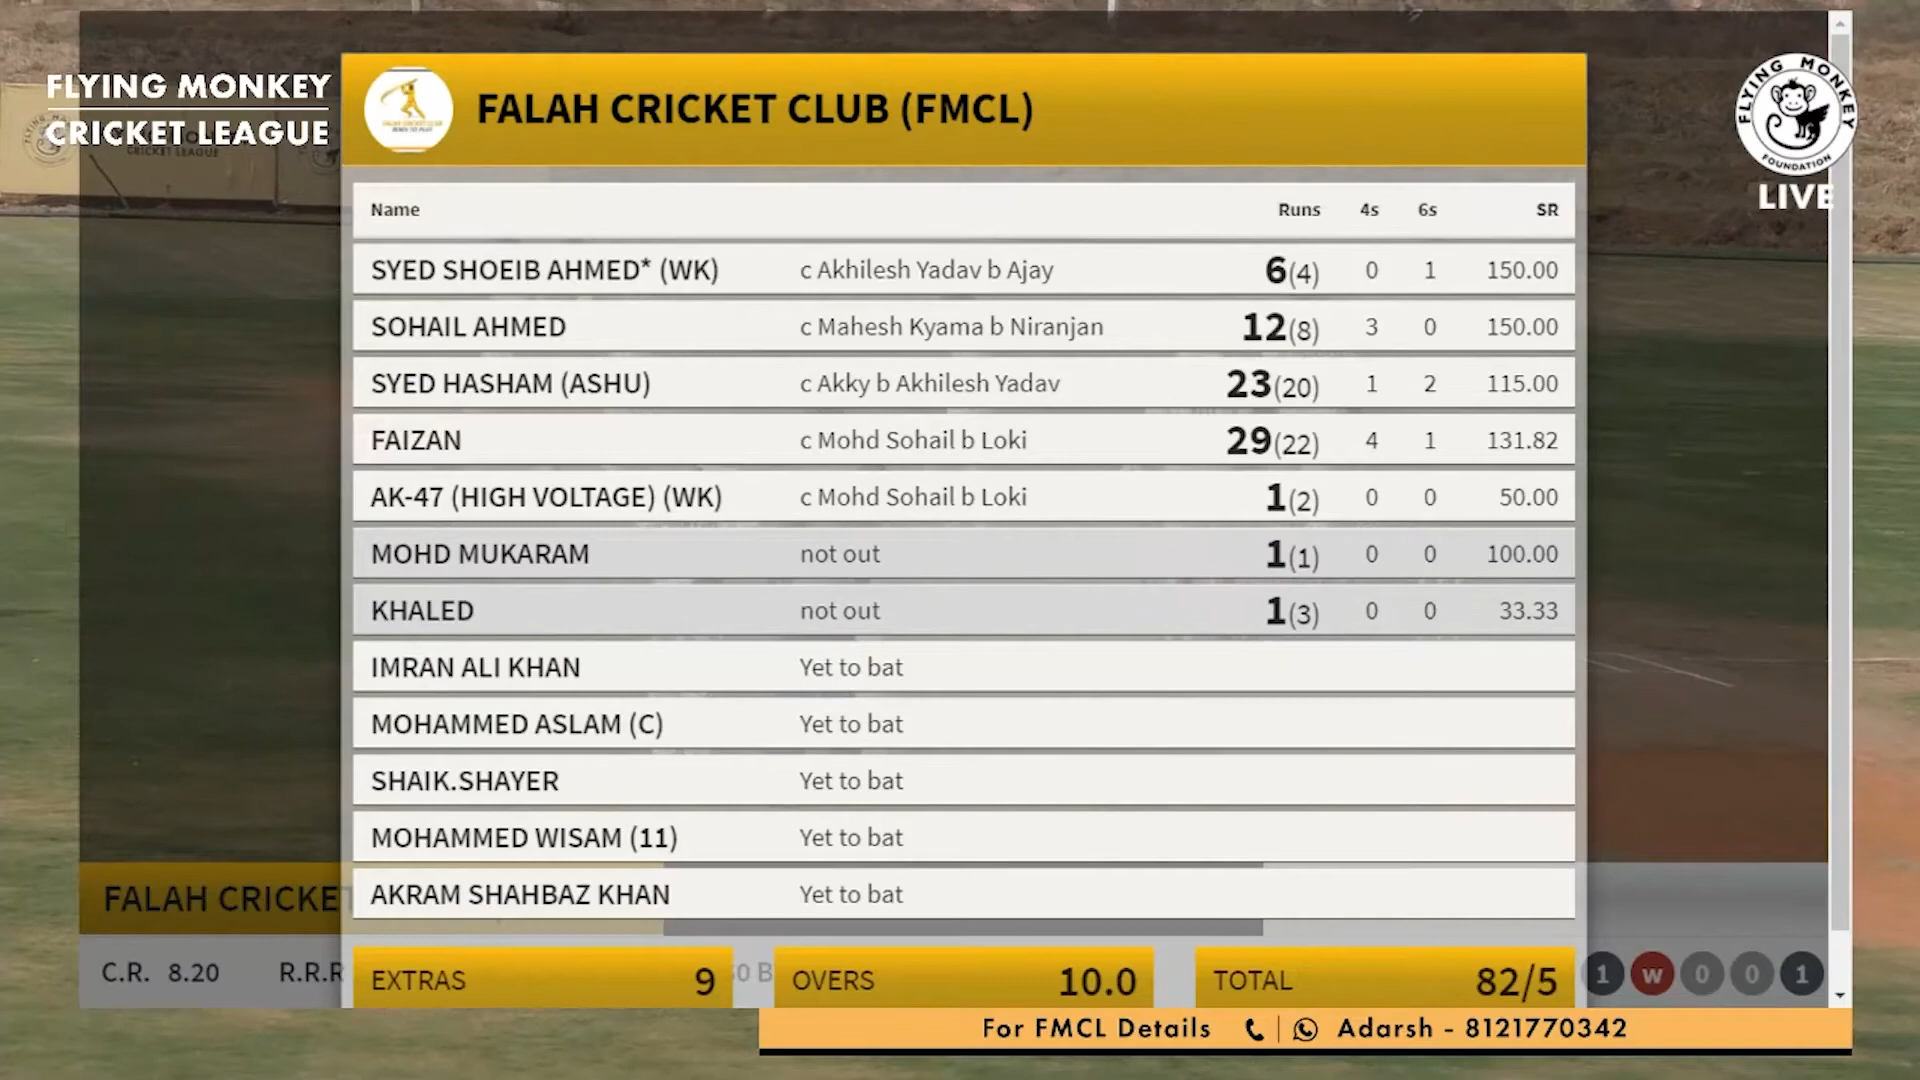 FLYING MONKEY
CRICKET LEAGUE
FALAH CRICKET CLUB (FMCL)
FLYING MONKEY
FOUNDATION
LIVE
Name Runs 4s 6s SR
SYED SHOEIB AHMED* (WK) c Akhilesh Yadav b Ajay 6(4) 0 1 150.00
SOHAIL AHMED c Mahesh Kyama b Niranjan 12(8) 3 0 150.00
SYED HASHAM (ASHU) c Akky b Akhilesh Yadav 23(20) 1 2 115.00
FAIZAN c Mohd Sohail b Loki 29(22) 4 1 131.82
AK-47 (HIGH VOLTAGE) (WK) c Mohd Sohail b Loki 1(2) 0 0 50.00
MOHD MUKARAM not out 1(1) 0 0 100.00
KHALED not out 1(3) 0 0 33.33
IMRAN ALI KHAN Yet to bat
MOHAMMED ASLAM (C) Yet to bat
SHAIK.SHAYER Yet to bat
MOHAMMED WISAM (11) Yet to bat
AKRAM SHAHBAZ KHAN Yet to bat
FALAH CRICKET
C.R. 8.20 R.R.R
EXTRAS 9 OVERS 10.0 TOTAL 82/5
1 W 0 0 1
For FMCL Details Adarsh - 8121770342